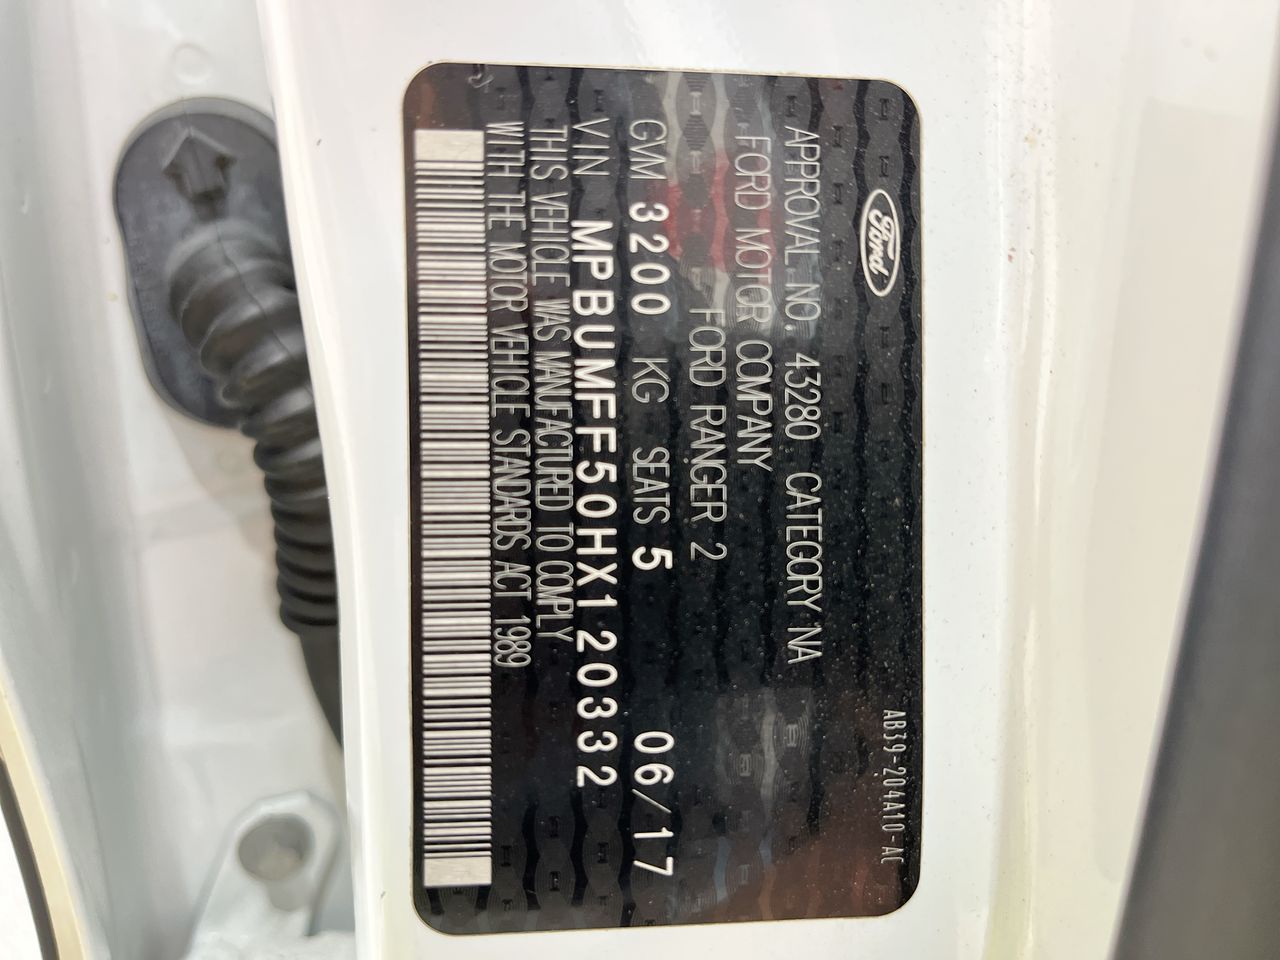 Ford
AB39-204A10-AC
APPROVAL NO. 43280 CATEGORY NA
FORD MOTOR COMPANY
FORD RANGER 2
GVM 3200 KG SEATS 5 06/17
VIN MPBUMFF50HX120332
THIS VEHICLE WAS MANUFACTURED TO COMPLY
WITH THE MOTOR VEHICLE STANDARDS ACT 1989